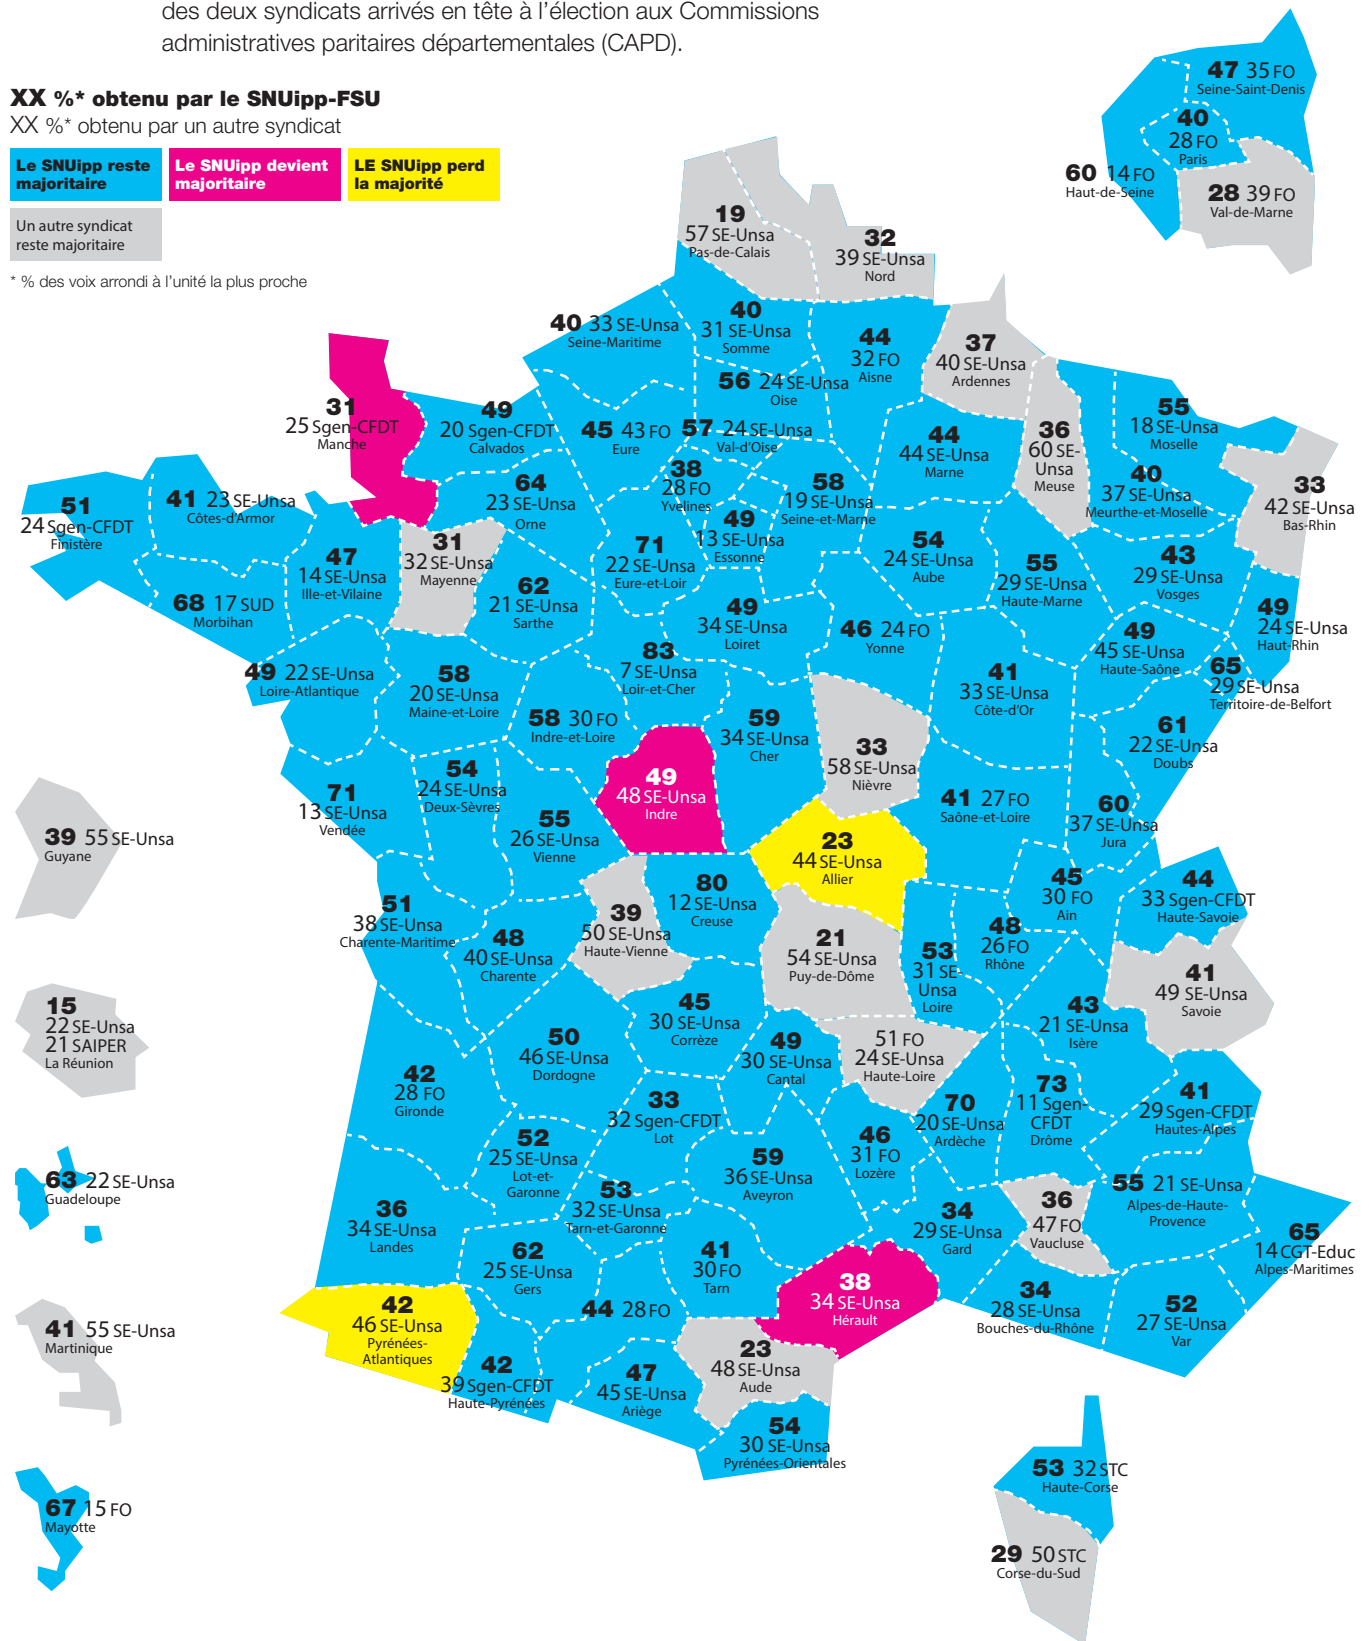 des deux syndicats arrivés en tête à l'élection aux Commissions
administratives paritaires départementales (CAPD).
XX %* obtenu par le SNUipp-FSU
XX %* obtenu par un autre syndicat
Le SNUipp reste
majoritaire
Le SNUipp devient
majoritaire
LE SNUipp perd
la majorité
Un autre syndicat
reste majoritaire
* % des voix arrondi à l'unité la plus proche
47 35 FO
Seine-Saint-Denis
40
28 FO
Paris
60 14 FO
Haut-de-Seine
28 39 FO
Val-de-Marne
19
57 SE-Unsa
Pas-de-Calais
32
39 SE-Unsa
Nord
40 33 SE-Unsa
Seine-Maritime
40
31 SE-Unsa
Somme
44
32 FO
Aisne
37
40 SE-Unsa
Ardennes
56 24 SE-Unsa
Oise
31
25 Sgen-CFDT
Manche
49
20 Sgen-CFDT
Calvados
45 43 FO
Eure
57 24 SE-Unsa
Val-d'Oise
44
44 SE-Unsa
Marne
36
60 SE-
Unsa
Meuse
55
18 SE-Unsa
Moselle
40
37 SE-Unsa
Meurthe-et-Moselle
33
42 SE-Unsa
Bas-Rhin
51
24 Sgen-CFDT
Finistère
41 23 SE-Unsa
Côtes-d'Armor
64
23 SE-Unsa
Orne
38
28 FO
Yvelines
58
19 SE-Unsa
Seine-et-Marne
49
13 SE-Unsa
Essonne
47
14 SE-Unsa
Ille-et-Vilaine
31
32 SE-Unsa
Mayenne
71
22 SE-Unsa
Eure-et-Loir
54
24 SE-Unsa
Aube
55
29 SE-Unsa
Haute-Marne
43
29 SE-Unsa
Vosges
68 17 SUD
Morbihan
62
21 SE-Unsa
Sarthe
49
34 SE-Unsa
Loiret
46 24 FO
Yonne
49
45 SE-Unsa
Haute-Saône
49
24 SE-Unsa
Haut-Rhin
49 22 SE-Unsa
Loire-Atlantique
58
20 SE-Unsa
Maine-et-Loire
83
7 SE-Unsa
Loir-et-Cher
41
33 SE-Unsa
Côte-d'Or
65
29 SE-Unsa
Territoire-de-Belfort
58 30 FO
Indre-et-Loire
59
34 SE-Unsa
Cher
33
58 SE-Unsa
Nièvre
61
22 SE-Unsa
Doubs
71
13 SE-Unsa
Vendée
54
24 SE-Unsa
Deux-Sèvres
55
26 SE-Unsa
Vienne
49
48 SE-Unsa
Indre
41 27 FO
Saône-et-Loire
60
37 SE-Unsa
Jura
39 55 SE-Unsa
Guyane
23
44 SE-Unsa
Allier
51
38 SE-Unsa
Charente-Maritime
48
40 SE-Unsa
Charente
39
50 SE-Unsa
Haute-Vienne
80
12 SE-Unsa
Creuse
21
54 SE-Unsa
Puy-de-Dôme
53
31 SE-
Unsa
Loire
48
26 FO
Rhône
45
30 FO
Ain
44
33 Sgen-CFDT
Haute-Savoie
41
49 SE-Unsa
Savoie
15
22 SE-Unsa
21 SAIPER
La Réunion
42
28 FO
Gironde
50
46 SE-Unsa
Dordogne
45
30 SE-Unsa
Corrèze
49
30 SE-Unsa
Cantal
51 FO
24 SE-Unsa
Haute-Loire
43
21 SE-Unsa
Isère
33
32 Sgen-CFDT
Lot
46
31 FO
Lozère
70
20 SE-Unsa
Ardèche
73
11 Sgen-
CFDT
Drôme
41
29 Sgen-CFDT
Hautes-Alpes
63 22 SE-Unsa
Guadeloupe
52
25 SE-Unsa
Lot-et-
Garonne
59
36 SE-Unsa
Aveyron
55 21 SE-Unsa
Alpes-de-Haute-
Provence
36
34 SE-Unsa
Landes
53
32 SE-Unsa
Tarn-et-Garonne
34
29 SE-Unsa
Gard
36
47 FO
Vaucluse
65
14 CGT-Educ
Alpes-Maritimes
62
25 SE-Unsa
Gers
41
30 FO
Tarn
38
34 SE-Unsa
Hérault
34
28 SE-Unsa
Bouches-du-Rhône
52
27 SE-Unsa
Var
41 55 SE-Unsa
Martinique
42
46 SE-Unsa
Pyrénées-
Atlantiques
44 28 FO
42
39 Sgen-CFDT
Haute-Pyrénées
47
45 SE-Unsa
Ariège
23
48 SE-Unsa
Aude
54
30 SE-Unsa
Pyrénées-Orientales
67 15 FO
Mayotte
53 32 STC
Haute-Corse
29 50 STC
Corse-du-Sud